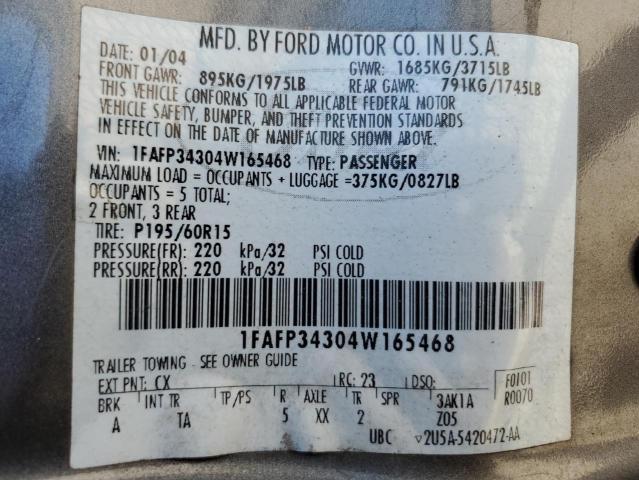 MFD. BY FORD MOTOR CO. IN U.S.A.
DATE: 01/04 GVWR: 1685KG/3715LB
FRONT GAWR: 895KG/1975LB REAR GAWR: 791KG/1745LB
THIS VEHICLE CONFORMS TO ALL APPLICABLE FEDERAL MOTOR
VEHICLE SAFETY, BUMPER, AND THEFT PREVENTION STANDARDS
IN EFFECT ON THE DATE OF MANUFACTURE SHOWN ABOVE.
VIN: 1FAFP34304W165468 TYPE: PASSENGER
MAXIMUM LOAD = OCCUPANTS + LUGGAGE =375KG/0827LB
OCCUPANTS = 5 TOTAL;
2 FRONT, 3 REAR
TIRE: P195/60R15
PRESSURE(FR): 220 kPa/32 PSI COLD
PRESSURE(RR): 220 kPa/32 PSI COLD
1FAFP34304W165468
TRAILER TOWING - SEE OWNER GUIDE
EXT PNT: CX RC: 23 DSO: F0101
BRK INT TR TP/PS R AXLE TR SPR 3AK1A R0070
A TA 5 XX 2 Z05
UBC ▽2U5A-5420472-AA